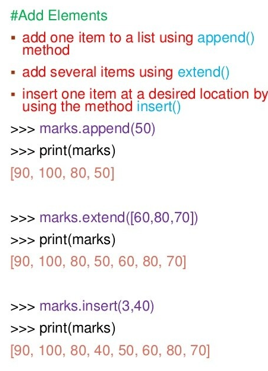 #Add Elements
▪ add one item to a list using append()
method
▪ add several items using extend()
▪ insert one item at a desired location by
using the method insert()
>>> marks.append(50)
>>> print(marks)
[90, 100, 80, 50]
>>> marks.extend([60,80,70])
>>> print(marks)
[90, 100, 80, 50, 60, 80, 70]
>>> marks.insert(3,40)
>>> print(marks)
[90, 100, 80, 40, 50, 60, 80, 70]